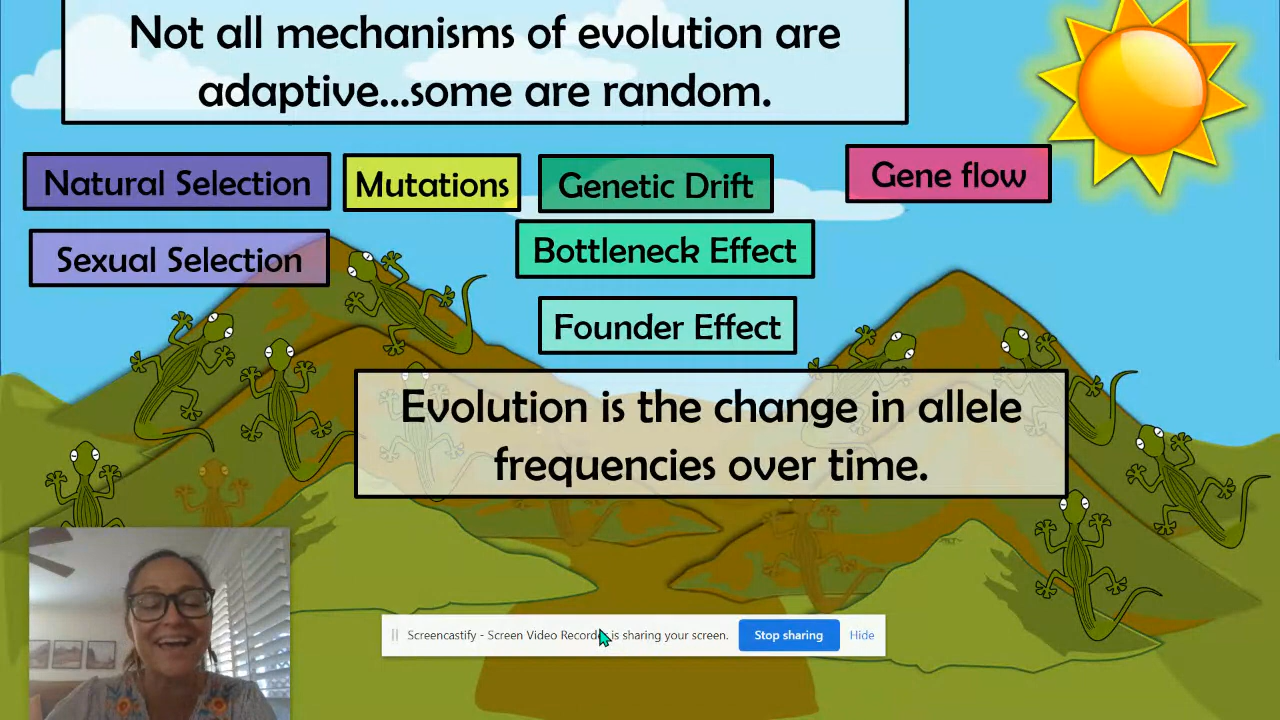 Not all mechanisms of evolution are
adaptive...some are random.
Natural Selection
Mutations
Genetic Drift
Gene flow
Sexual Selection
Bottleneck Effect
Founder Effect
Evolution is the change in allele
frequencies over time.
Screencastify - Screen Video Recorder is sharing your screen.
Stop sharing
Hide